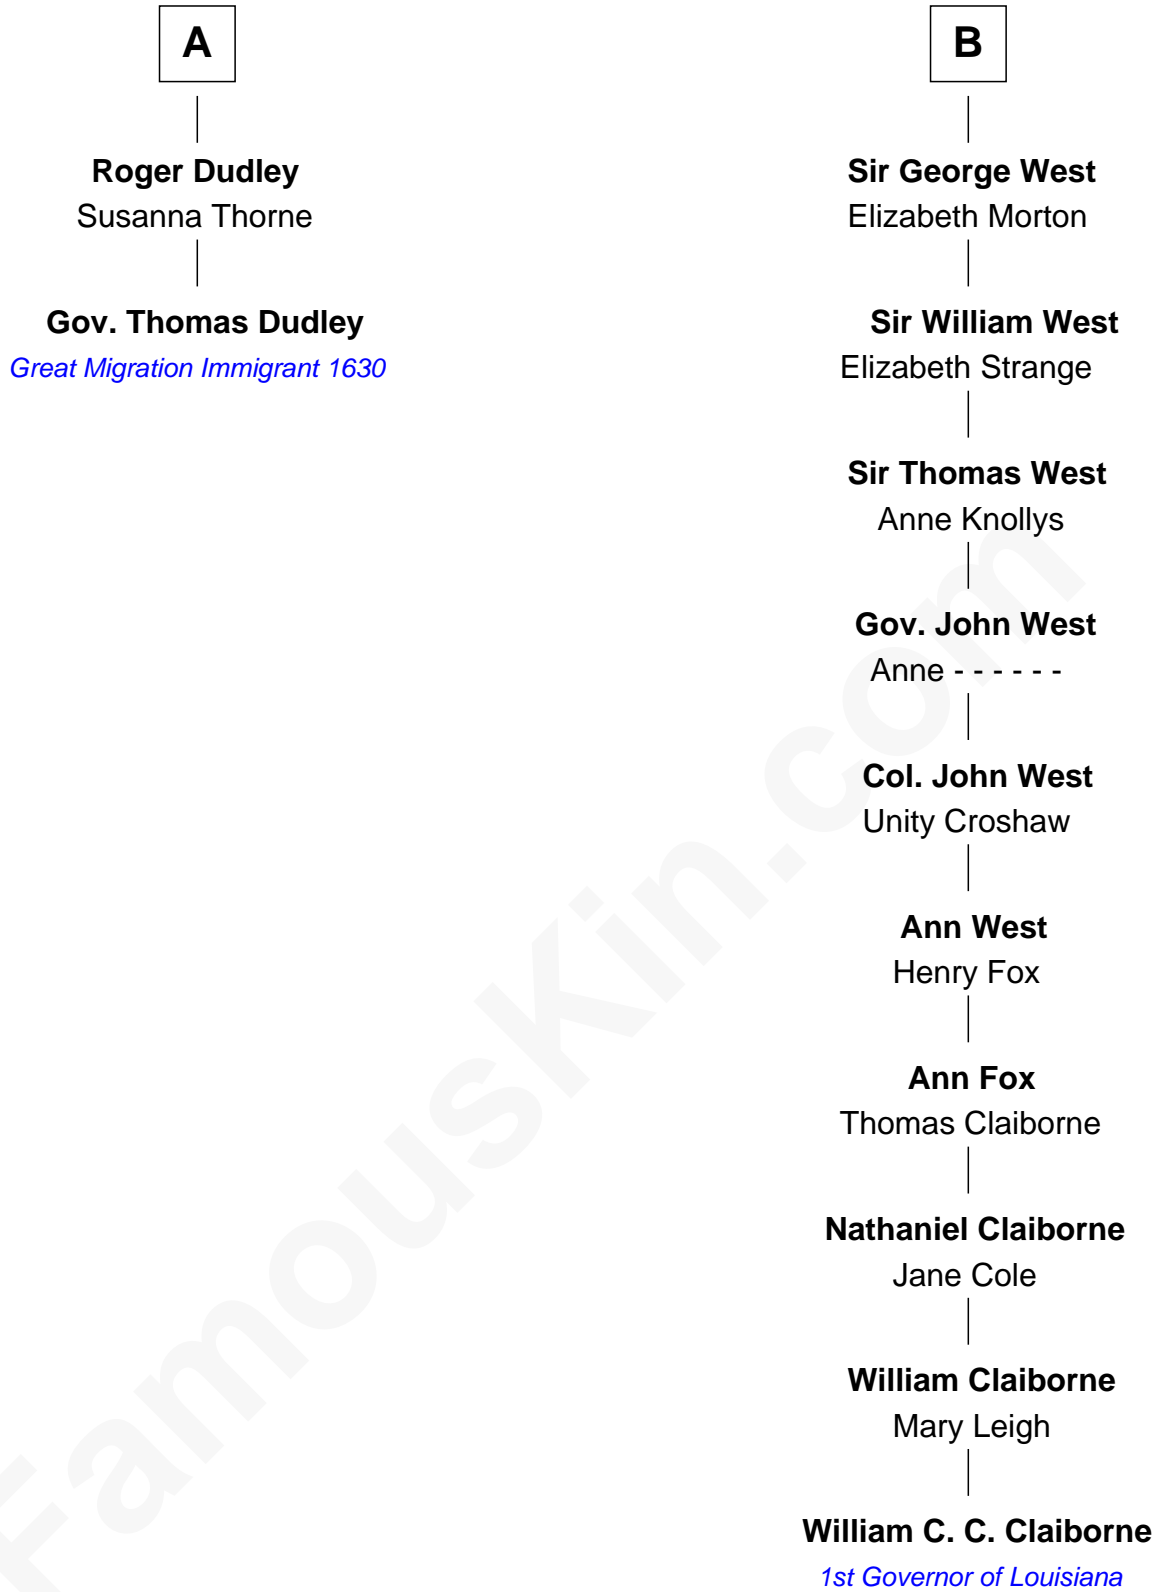 A
Roger Dudley
Susanna Thorne
Gov. Thomas Dudley
Great Migration Immigrant 1630
B
Sir George West
Elizabeth Morton
Sir William West
Elizabeth Strange
Sir Thomas West
Anne Knollys
Gov. John West
Anne - - - - - -
Col. John West
Unity Croshaw
Ann West
Henry Fox
Ann Fox
Thomas Claiborne
Nathaniel Claiborne
Jane Cole
William Claiborne
Mary Leigh
William C. C. Claiborne
1st Governor of Louisiana
FamousKin.com